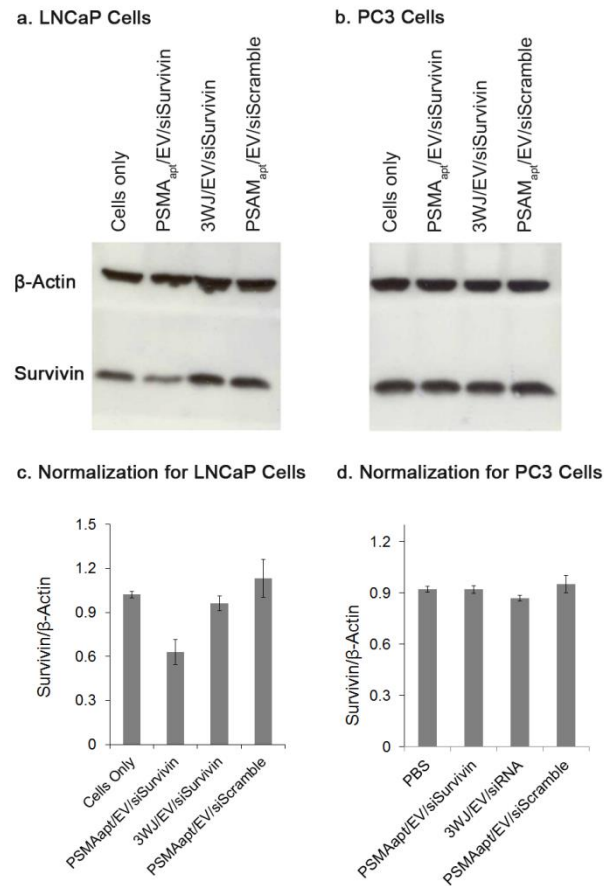 a. LNCaP Cells
b. PC3 Cells
Cells only
PSMAapt/EV/siSurvivin
3WJ/EV/siSurvivin
PSAMapt/EV/siScramble
Cells only
PSMAapt/EV/siSurvivin
3WJ/EV/siSurvivin
PSAMapt/EV/siScramble
β-Actin
Survivin
c. Normalization for LNCaP Cells
d. Normalization for PC3 Cells
Survivin/β-Actin
1.5
1.2
0.9
0.6
0.3
0
Cells Only
PSMAapt/EV/siSurvivin
3WJ/EV/siSurvivin
PSMAapt/EV/siScramble
Survivin/β-Actin
1.2
0.9
0.6
0.3
0
PBS
PSMAapt/EV/siSurvivin
3WJ/EV/siRNA
PSMAapt/EV/siScramble